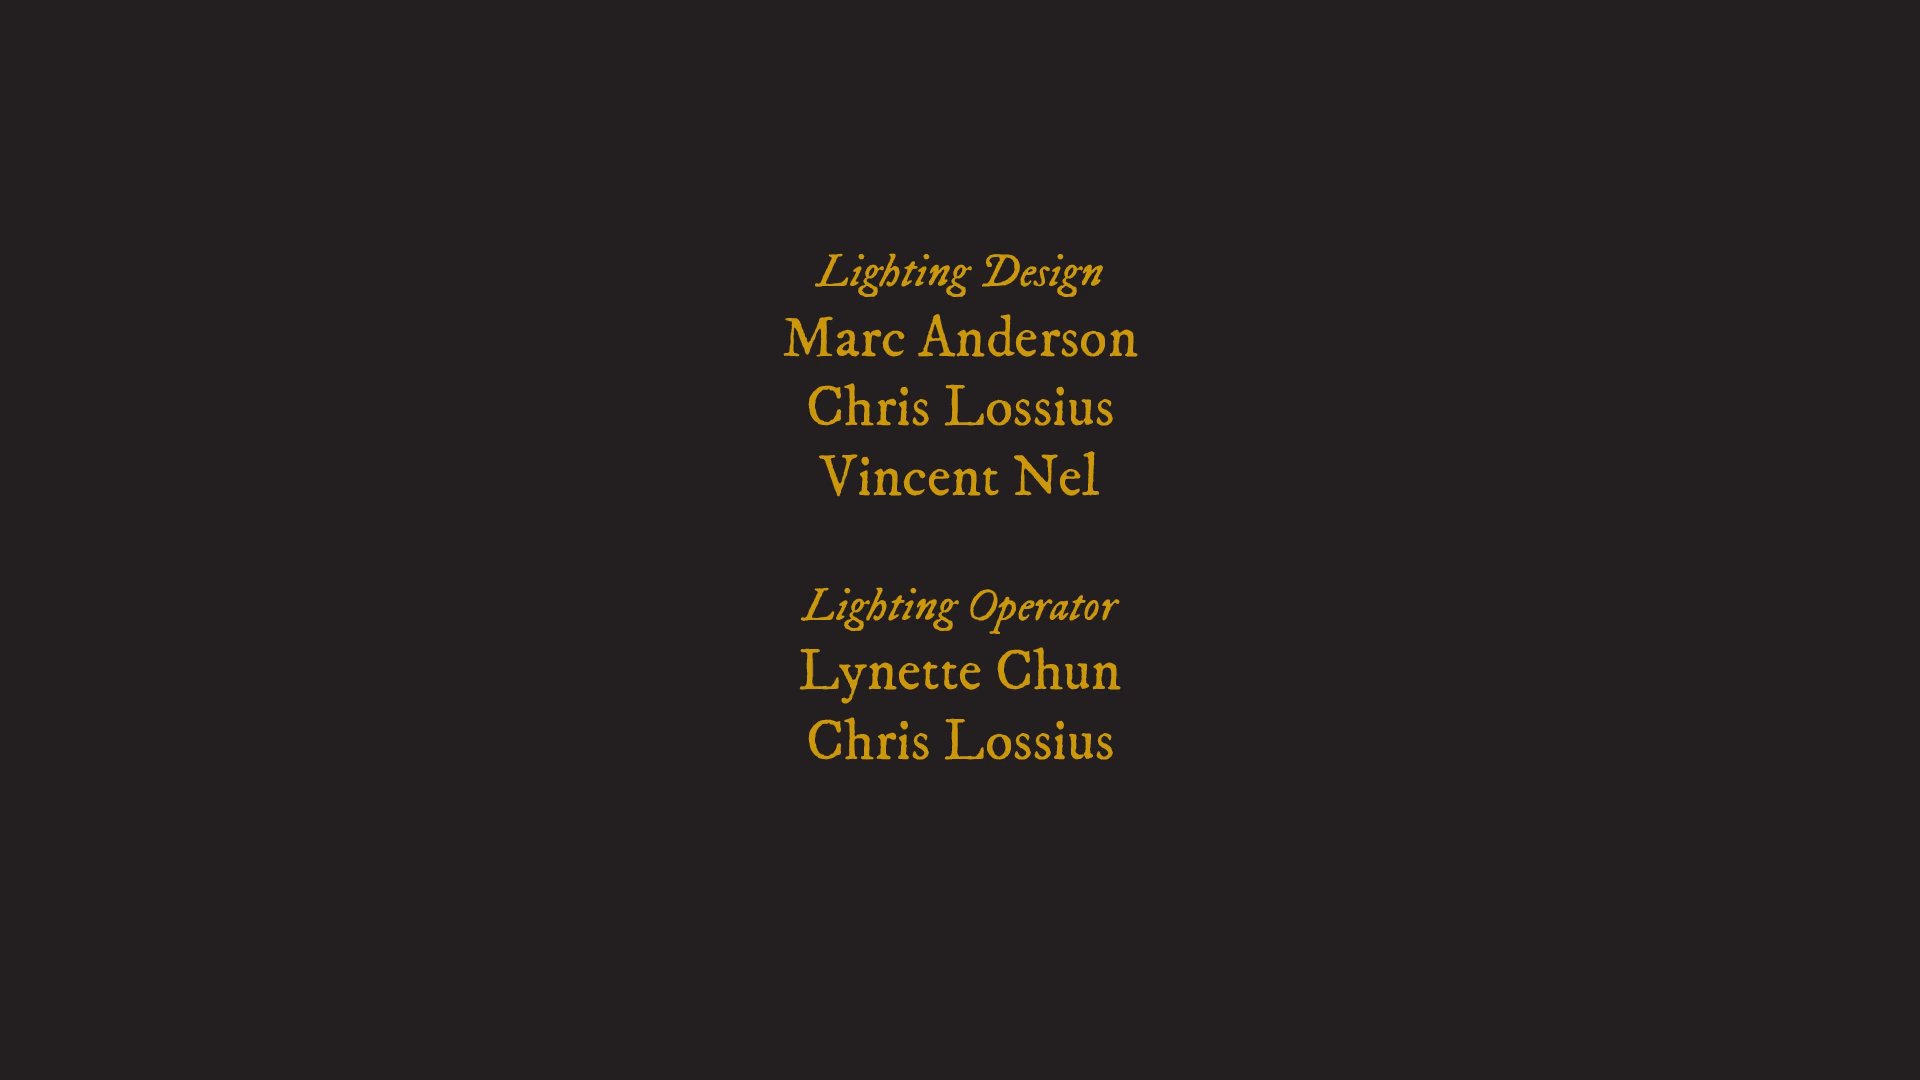 Lighting Design
Marc Anderson
Chris Lossius
Vincent Nel
Lighting Operator
Lynette Chun
Chris Lossius